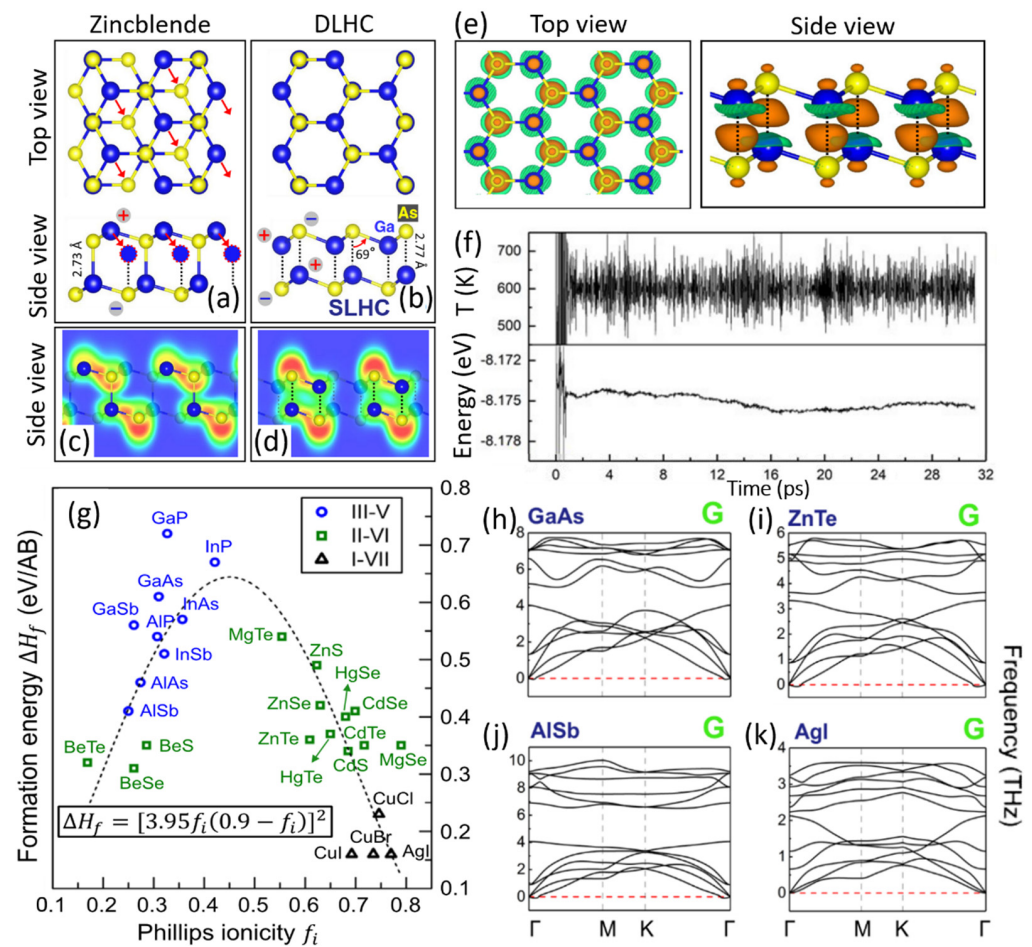 Zincblende
DLHC
Top view
Side view
Side view
+
2.73 Å
−
(a)
−
As
Ga
+
69°
+
2.77 Å
−
SLHC
(b)
(c)
(d)
(e)
Top view
Side view
(f)
T (K)
700
600
500
Energy (eV)
-8.172
-8.175
-8.178
0 4 8 12 16 20 24 28 32
Time (ps)
(g)
Formation energy ΔH_f (eV/AB)
0.8
0.7
0.6
0.5
0.4
0.3
0.2
0.1
III-V
II-VI
I-VII
GaP
InP
GaAs
InAs
GaSb
AlP
InSb
AlAs
AlSb
MgTe
ZnS
HgSe
ZnSe
CdSe
ZnTe
CdTe
HgTe
CdS
MgSe
BeTe
BeS
BeSe
CuCl
CuBr
CuI
AgI
ΔH_f = [3.95f_i(0.9 − f_i)]²
0.1 0.2 0.3 0.4 0.5 0.6 0.7 0.8
Phillips ionicity f_i
(h)
GaAs
G
8
6
4
2
0
(i)
ZnTe
G
6
5
4
3
2
1
0
(j)
AlSb
G
10
8
6
4
2
0
Γ M K Γ
(k)
AgI
G
4
3
2
1
0
Γ M K Γ
Frequency (THz)